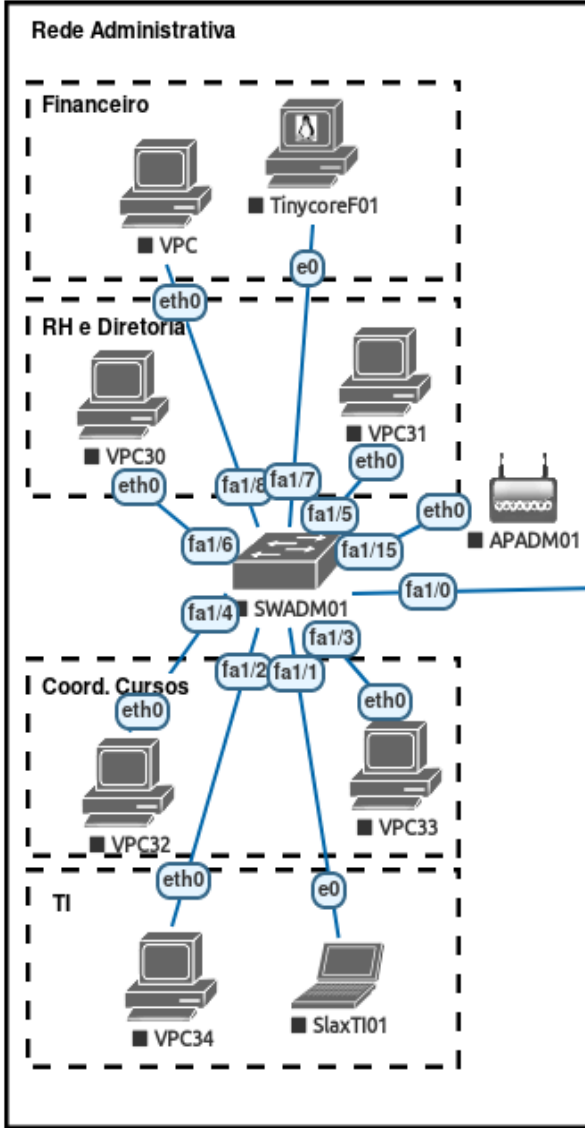 Rede Administrativa
Financeiro
TinycoreF01
VPC
e0
eth0
RH e Diretoria
VPC31
VPC30
eth0
eth0
fa1/8
fa1/7
fa1/5
eth0
fa1/6
fa1/15
APADM01
fa1/0
SWADM01
fa1/4
fa1/3
fa1/2
fa1/1
Coord. Cursos
eth0
eth0
VPC33
VPC32
eth0
e0
TI
VPC34
SlaxTI01